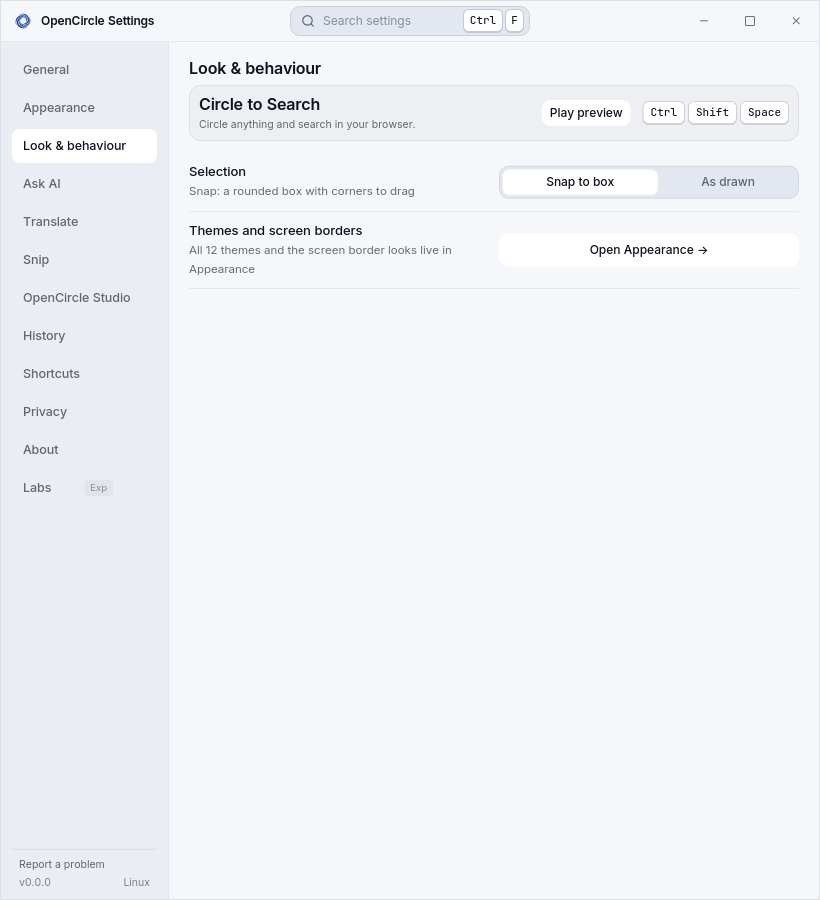 OpenCircle Settings
Search settings
Ctrl F
General
Appearance
Look & behaviour
Ask AI
Translate
Snip
OpenCircle Studio
History
Shortcuts
Privacy
About
Labs Exp
Report a problem
v0.0.0 Linux
Look & behaviour
Circle to Search
Circle anything and search in your browser.
Play preview
Ctrl Shift Space
Selection
Snap: a rounded box with corners to drag
Snap to box
As drawn
Themes and screen borders
All 12 themes and the screen border looks live in
Appearance
Open Appearance →